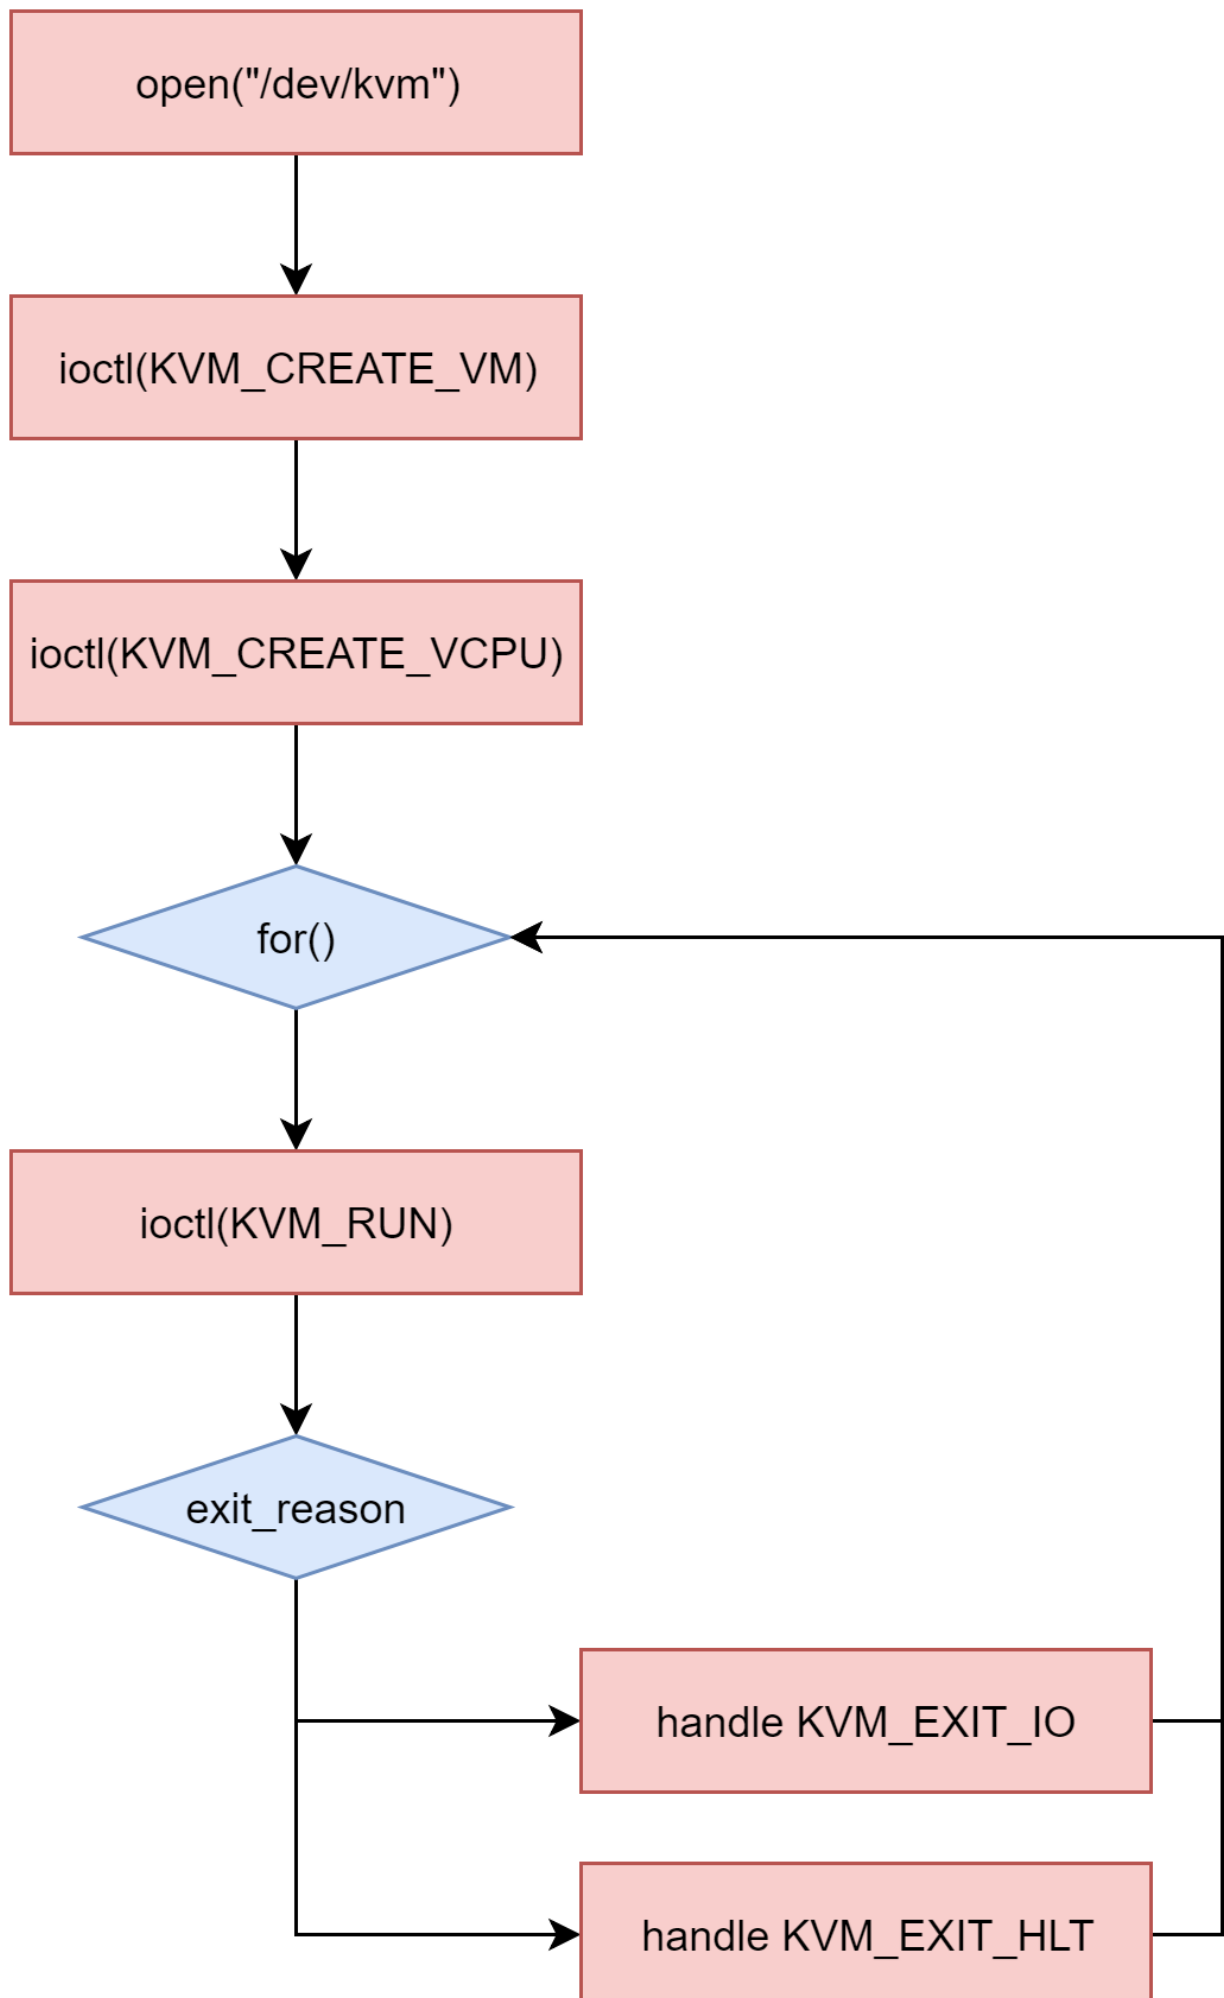 open("/dev/kvm")
ioctl(KVM_CREATE_VM)
ioctl(KVM_CREATE_VCPU)
for()
ioctl(KVM_RUN)
exit_reason
handle KVM_EXIT_IO
handle KVM_EXIT_HLT